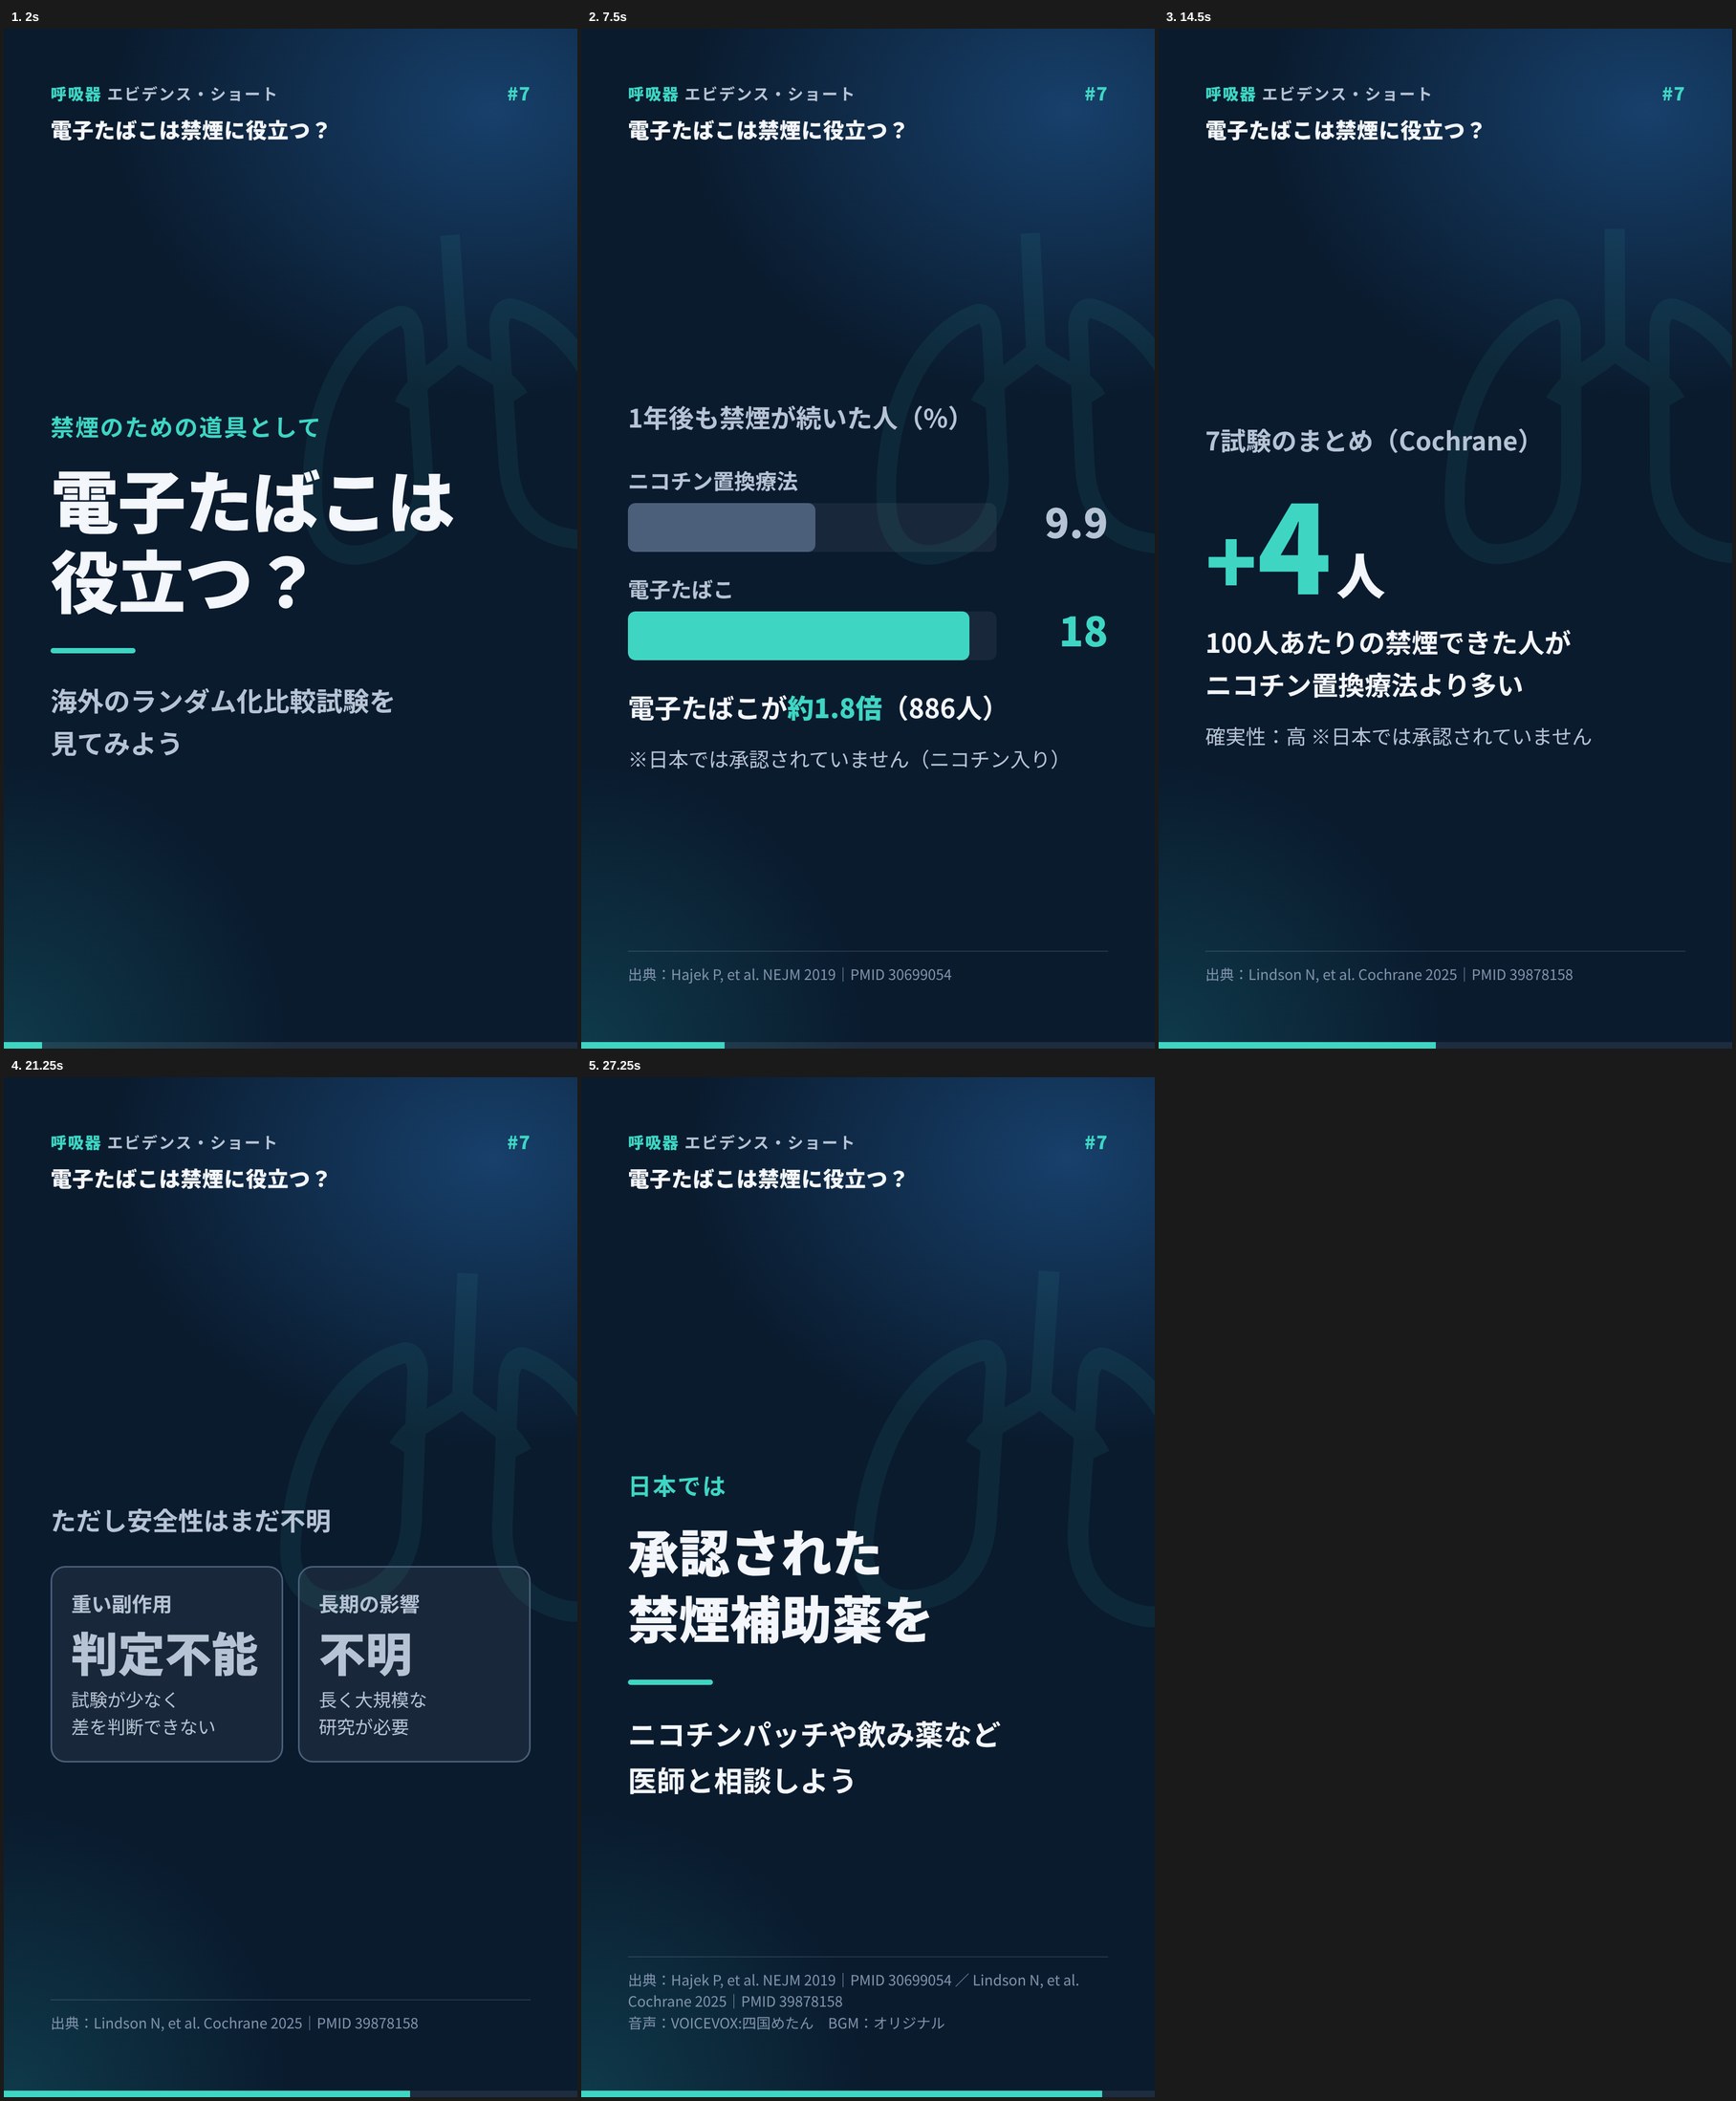 1. 2s
呼吸器 エビデンス・ショート #7
電子たばこは禁煙に役立つ？
禁煙のための道具として
電子たばこは
役立つ？
海外のランダム化比較試験を
見てみよう
2. 7.5s
呼吸器 エビデンス・ショート #7
電子たばこは禁煙に役立つ？
1年後も禁煙が続いた人（%）
ニコチン置換療法
9.9
電子たばこ
18
電子たばこが約1.8倍（886人）
※日本では承認されていません（ニコチン入り）
出典：Hajek P, et al. NEJM 2019｜PMID 30699054
3. 14.5s
呼吸器 エビデンス・ショート #7
電子たばこは禁煙に役立つ？
7試験のまとめ（Cochrane）
+4人
100人あたりの禁煙できた人が
ニコチン置換療法より多い
確実性：高 ※日本では承認されていません
出典：Lindson N, et al. Cochrane 2025｜PMID 39878158
4. 21.25s
呼吸器 エビデンス・ショート #7
電子たばこは禁煙に役立つ？
ただし安全性はまだ不明
重い副作用
判定不能
試験が少なく
差を判断できない
長期の影響
不明
長く大規模な
研究が必要
出典：Lindson N, et al. Cochrane 2025｜PMID 39878158
5. 27.25s
呼吸器 エビデンス・ショート #7
電子たばこは禁煙に役立つ？
日本では
承認された
禁煙補助薬を
ニコチンパッチや飲み薬など
医師と相談しよう
出典：Hajek P, et al. NEJM 2019｜PMID 30699054 ／ Lindson N, et al.
Cochrane 2025｜PMID 39878158
音声：VOICEVOX:四国めたん　BGM：オリジナル